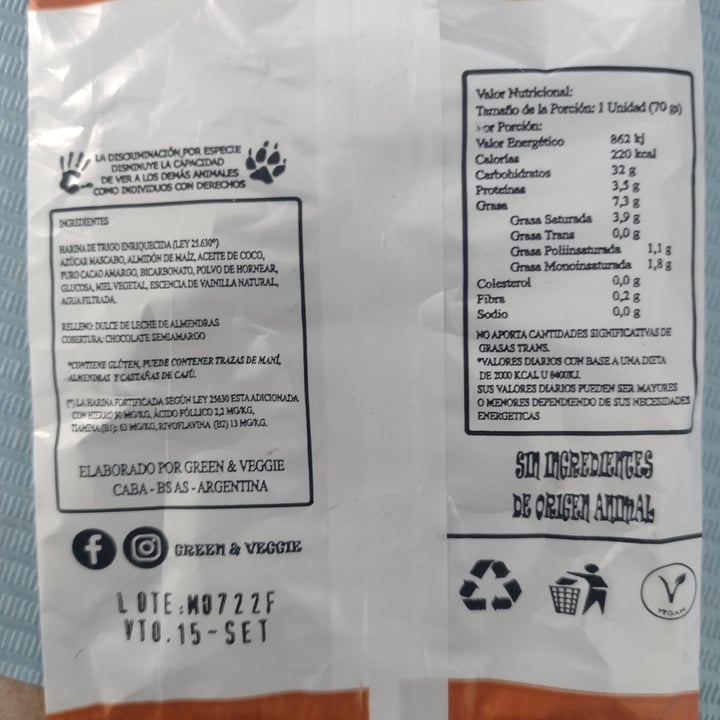 LA DISCRIMINACIÓN POR ESPECIE
DISMINUYE LA CAPACIDAD
DE VER A LOS DEMÁS ANIMALES
COMO INDIVIDUOS CON DERECHOS
INGREDIENTES
HARINA DE TRIGO ENRIQUECIDA (LEY 25.630*)
AZÚCAR MASCABO, ALMIDÓN DE MAÍZ, ACEITE DE COCO,
PURO CACAO AMARGO, BICARBONATO, POLVO DE HORNEAR,
GLUCOSA, MIEL VEGETAL, ESCENCIA DE VAINILLA NATURAL,
AGUA FILTRADA.
RELLENO: DULCE DE LECHE DE ALMENDRAS
COBERTURA: CHOCOLATE SEMIAMARGO
*CONTIENE GLÚTEN, PUEDE CONTENER TRAZAS DE MANÍ,
ALMENDRAS Y CASTAÑAS DE CAJÚ.
(*) LA HARINA FORTIFICADA SEGÚN LEY 25630 ESTA ADICIONADA
CON HIERRO 30 MG/KG, ÁCIDO FÓLLICO 2,2 MG/KG,
TIAMINA (B1): 63 MG/KG, RIVOFLAVINA (B2) 13 MG/KG.
ELABORADO POR GREEN & VEGGIE
CABA - BS AS - ARGENTINA
GREEN & VEGGIE
LOTE:M0722F
VTO.15-SET
Valor Nutricional:
Tamaño de la Porción: 1 Unidad (70 gs)
por Porción:
Valor Energético 862 kj
Calorías 220 kcal
Carbohidratos 32 g
Proteínas 3,5 g
Grasa 7,3 g
Grasa Saturada 3,9 g
Grasa Trans 0,0 g
Grasa Poliinsaturada 1,1 g
Grasa Monoinsaturada 1,8 g
Colesterol 0,0 g
Fibra 0,2 g
Sodio 0,0 g
NO APORTA CANTIDADES SIGNIFICATIVAS DE
GRASAS TRANS.
*VALORES DIARIOS CON BASE A UNA DIETA
DE 2000 KCAL U 8400KJ.
SUS VALORES DIARIOS PUEDEN SER MAYORES
O MENORES DEPENDIENDO DE SUS NECESIDADES
ENERGETICAS
SIN INGREDIENTES
DE ORIGEN ANIMAL
VEGAN